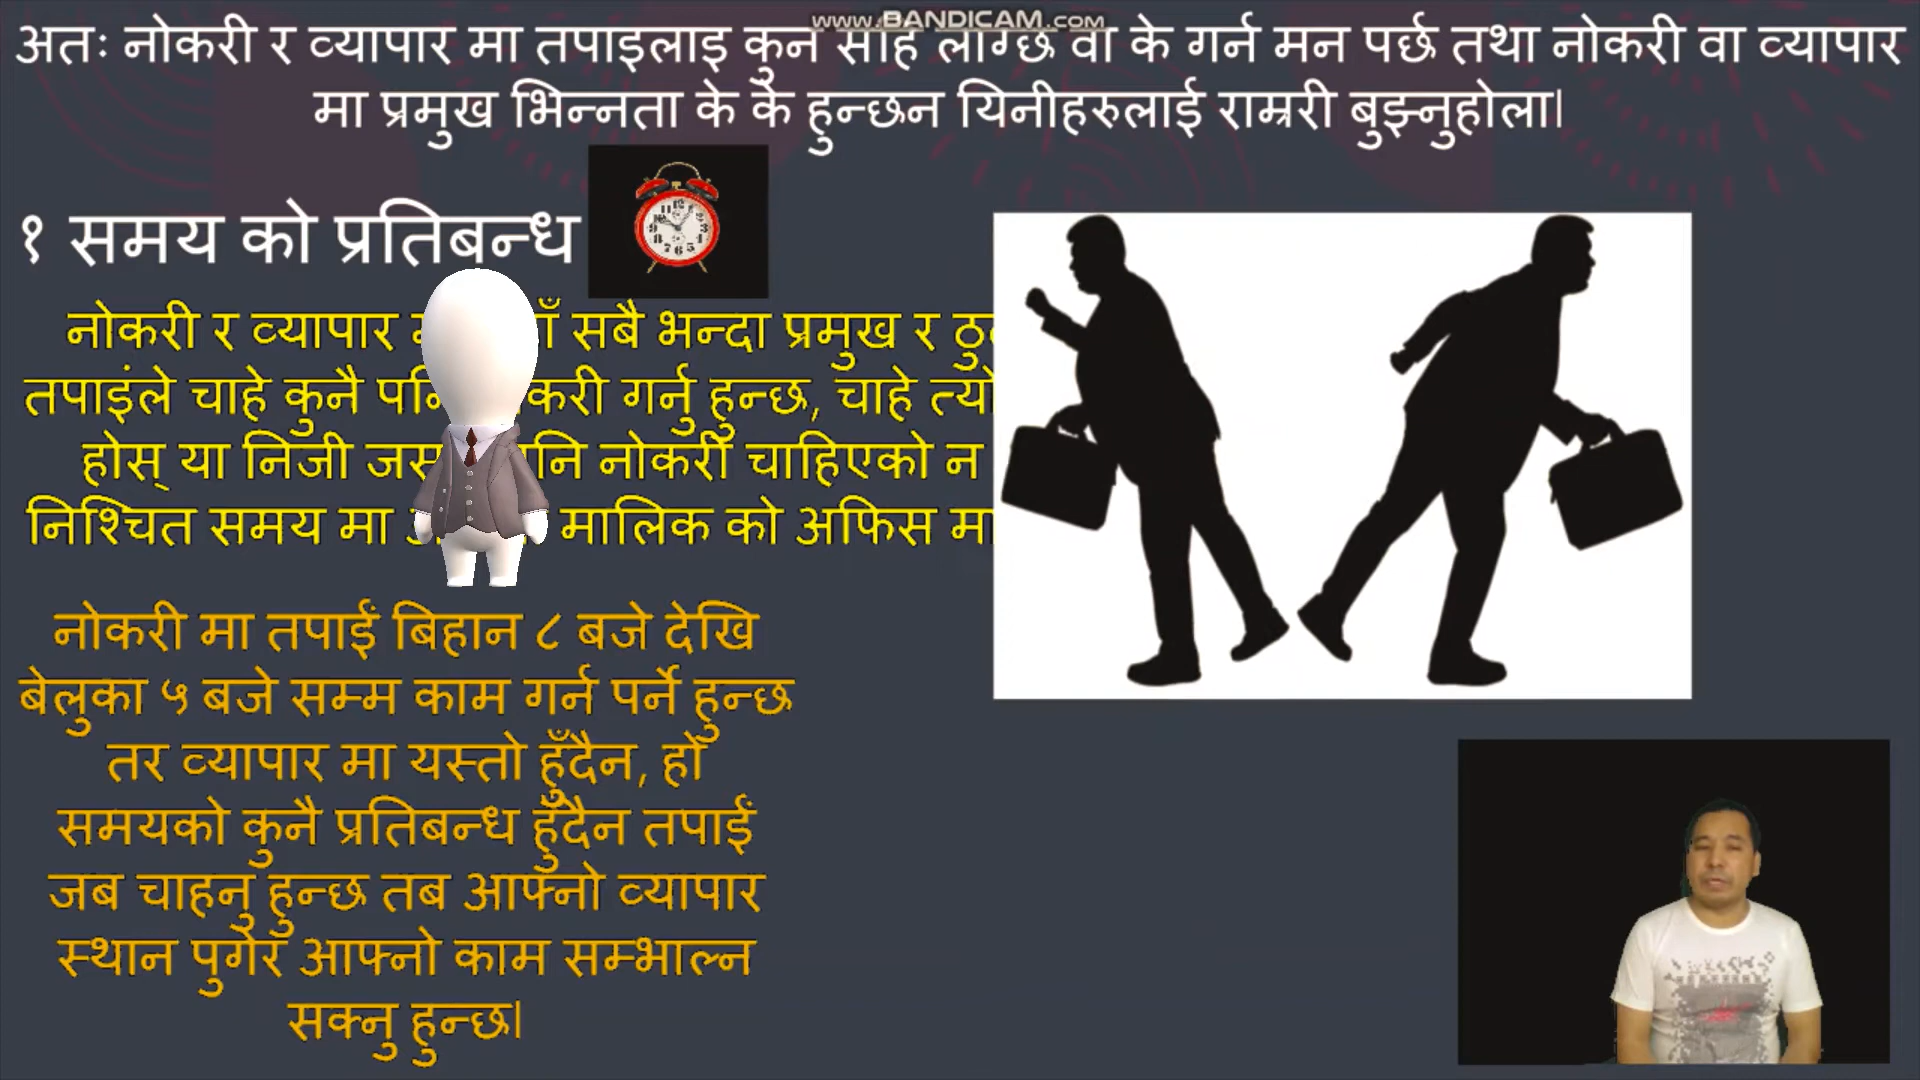 www.BANDICAM.com
अतः नोकरी र व्यापार मा तपाइलाइ कुन सहि लाग्छ वा के गर्न मन पर्छ तथा नोकरी वा व्यापार
मा प्रमुख भिन्नता के के हुन्छन यिनीहरुलाई राम्ररी बुझ्नुहोला।
१ समय को प्रतिबन्ध
नोकरी र व्यापार सबै भन्दा प्रमुख र
तपाइंले चाहे कुनै गर्नु हुन्छ, चाहे
होस् या निजी नोकरी चाहिएको न
निश्चित समय मा मालिक को अफिस
नोकरी मा तपाईं बिहान ८ बजे देखि
बेलुका ५ बजे सम्म काम गर्न पर्ने हुन्छ
तर व्यापार मा यस्तो हुँदैन, हो
समयको कुनै प्रतिबन्ध हुँदैन तपाईं
जब चाहनु हुन्छ तब आफ्नो व्यापार
स्थान पुगेर आफ्नो काम सम्भाल्न
सक्नु हुन्छ।